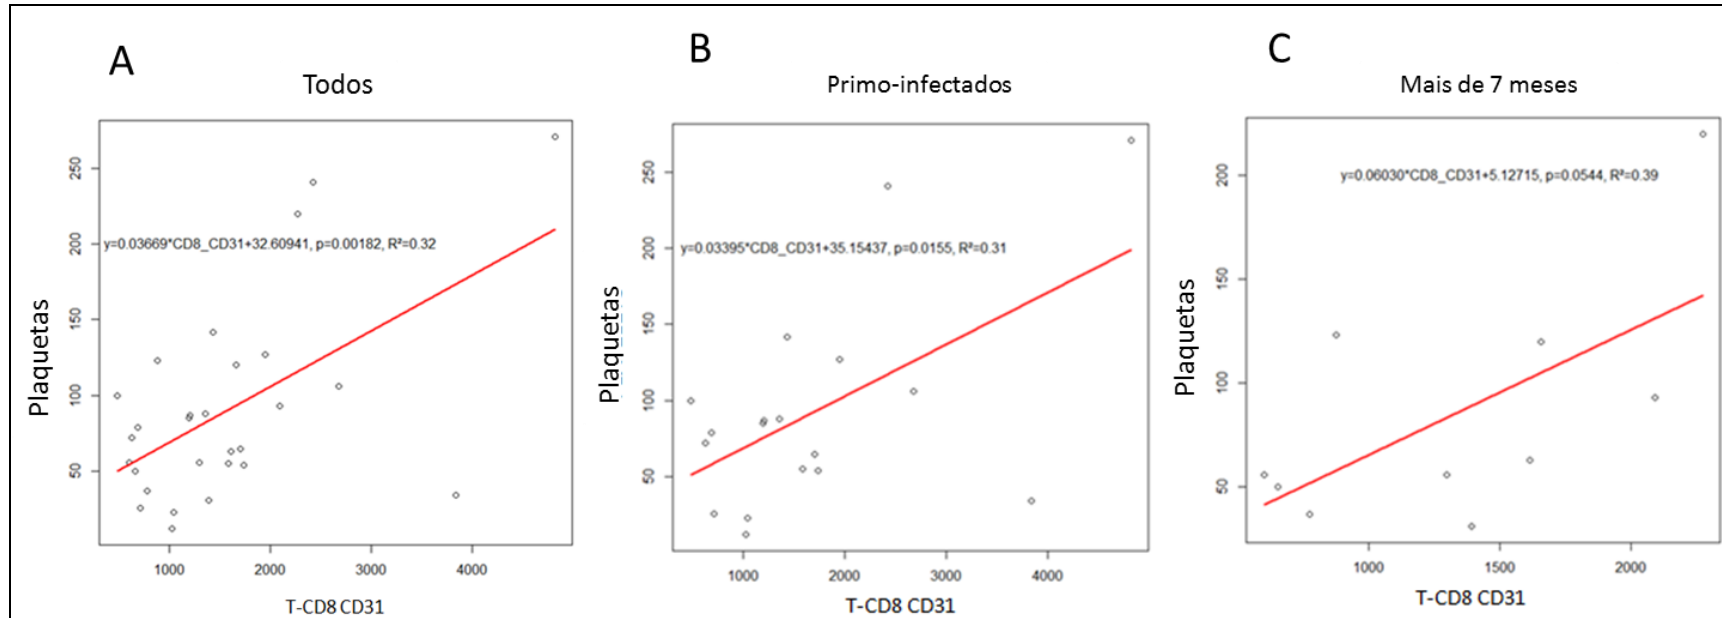 A
Todos
Plaquetas
250
200
150
100
50
y=0.03669*CD8_CD31+32.60941, p=0.00182, R²=0.32
1000 2000 3000 4000
T-CD8 CD31
B
Primo-infectados
Plaquetas
250
200
150
100
50
y=0.03395*CD8_CD31+35.15437, p=0.0155, R²=0.31
1000 2000 3000 4000
T-CD8 CD31
C
Mais de 7 meses
Plaquetas
200
150
100
50
y=0.06030*CD8_CD31+5.12715, p=0.0544, R²=0.39
1000 1500 2000
T-CD8 CD31